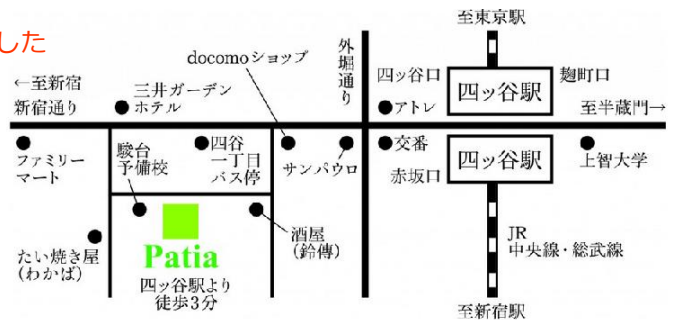 した
至東京駅
docomoショップ
外堀通り
四ッ谷口
四ッ谷駅
麹町口
←至新宿
新宿通り
三井ガーデン
ホテル
アトレ
至半蔵門→
ファミリー
マート
駿台
予備校
四谷
一丁目
バス停
サンパウロ
交番
赤坂口
四ッ谷駅
上智大学
たい焼き屋
(わかば)
Patia
四ッ谷駅より
徒歩3分
酒屋
(鈴傳)
JR
中央線・総武線
至新宿駅